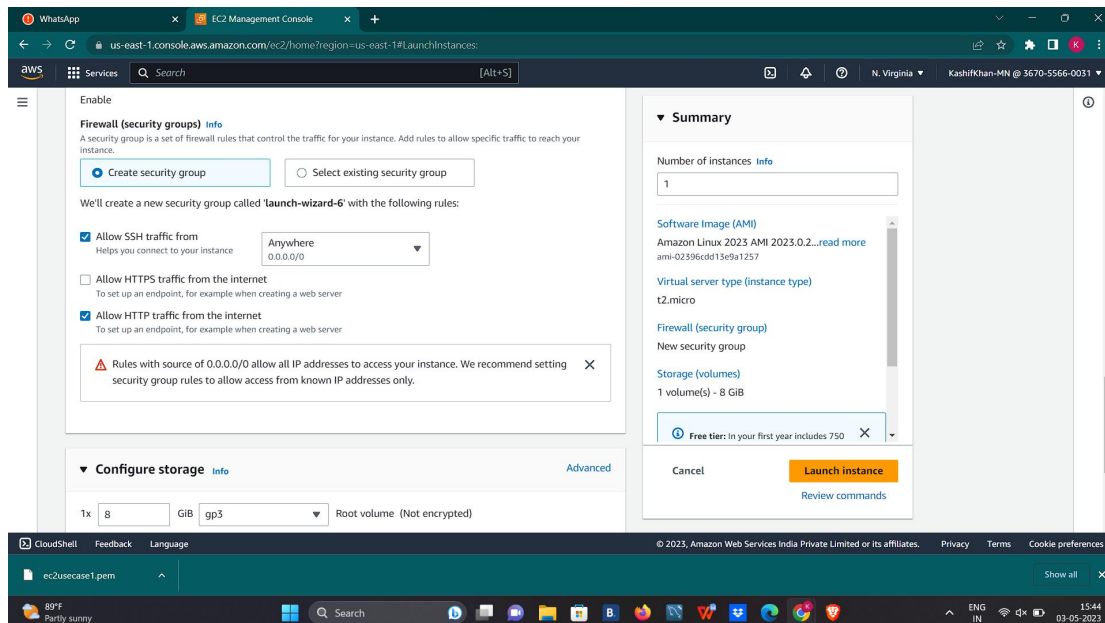 WhatsApp
EC2 Management Console
us-east-1.console.aws.amazon.com/ec2/home?region=us-east-1#LaunchInstances:
K
aws
Services
Search
[Alt+S]
N. Virginia
KashifKhan-MN @ 3670-5566-0031
Enable
Firewall (security groups) Info
A security group is a set of firewall rules that control the traffic for your instance. Add rules to allow specific traffic to reach your
instance.
Create security group
Select existing security group
We'll create a new security group called 'launch-wizard-6' with the following rules:
Allow SSH traffic from
Helps you connect to your instance
Anywhere
0.0.0.0/0
Allow HTTPS traffic from the internet
To set up an endpoint, for example when creating a web server
Allow HTTP traffic from the internet
To set up an endpoint, for example when creating a web server
Rules with source of 0.0.0.0/0 allow all IP addresses to access your instance. We recommend setting
security group rules to allow access from known IP addresses only.
Configure storage Info
Advanced
1x 8 GiB gp3 Root volume (Not encrypted)
Summary
Number of instances Info
1
Software Image (AMI)
Amazon Linux 2023 AMI 2023.0.2...read more
ami-02396cdd13e9a1257
Virtual server type (instance type)
t2.micro
Firewall (security group)
New security group
Storage (volumes)
1 volume(s) - 8 GiB
Free tier: In your first year includes 750
Cancel
Launch instance
Review commands
CloudShell Feedback Language
© 2023, Amazon Web Services India Private Limited or its affiliates. Privacy Terms Cookie preferences
ec2usecase1.pem
Show all
89°F
Partly sunny
Search
B.
ENG
IN
15:44
03-05-2023